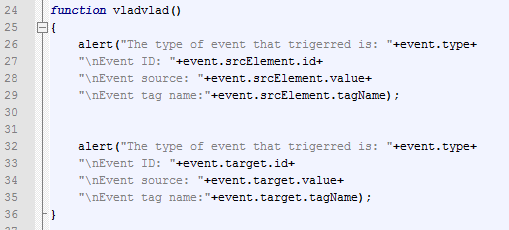 24 function vladvlad()
25 {
26 alert("The type of event that trigerred is: "+event.type+
27 "\nEvent ID: "+event.srcElement.id+
28 "\nEvent source: "+event.srcElement.value+
29 "\nEvent tag name:"+event.srcElement.tagName);
30
31
32 alert("The type of event that trigerred is: "+event.type+
33 "\nEvent ID: "+event.target.id+
34 "\nEvent source: "+event.target.value+
35 "\nEvent tag name:"+event.target.tagName);
36 }